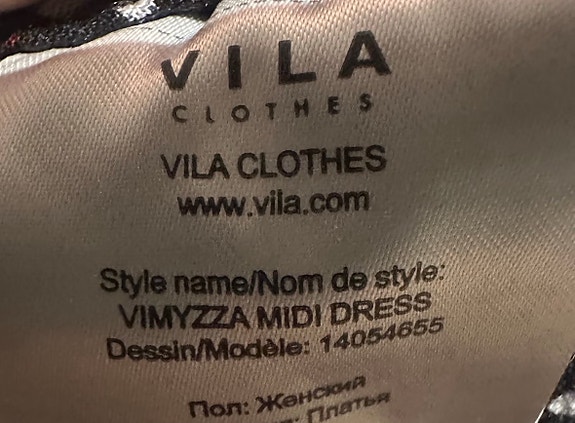 VILA
CLOTHES
VILA CLOTHES
www.vila.com
Style name/Nom de style:
VIMYZZA MIDI DRESS
Dessin/Modèle: 14054655
Пол: Женский
Платья